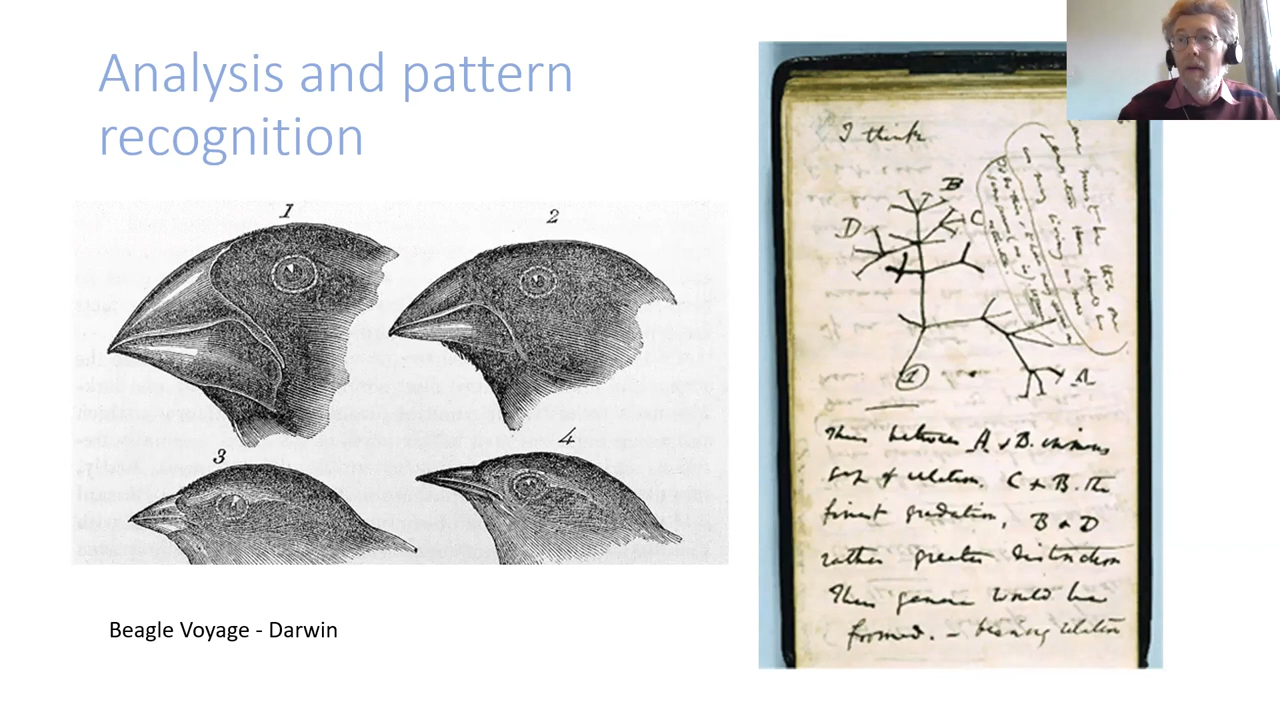 Analysis and pattern
recognition
1
2
3
4
Beagle Voyage - Darwin
I think
B
D
C
A
1
Thus between A & B. immens
gap of relation. C & B. the
finest gradation, B & D
rather greater distinction
Thus genera would be
formed. — bearing relation